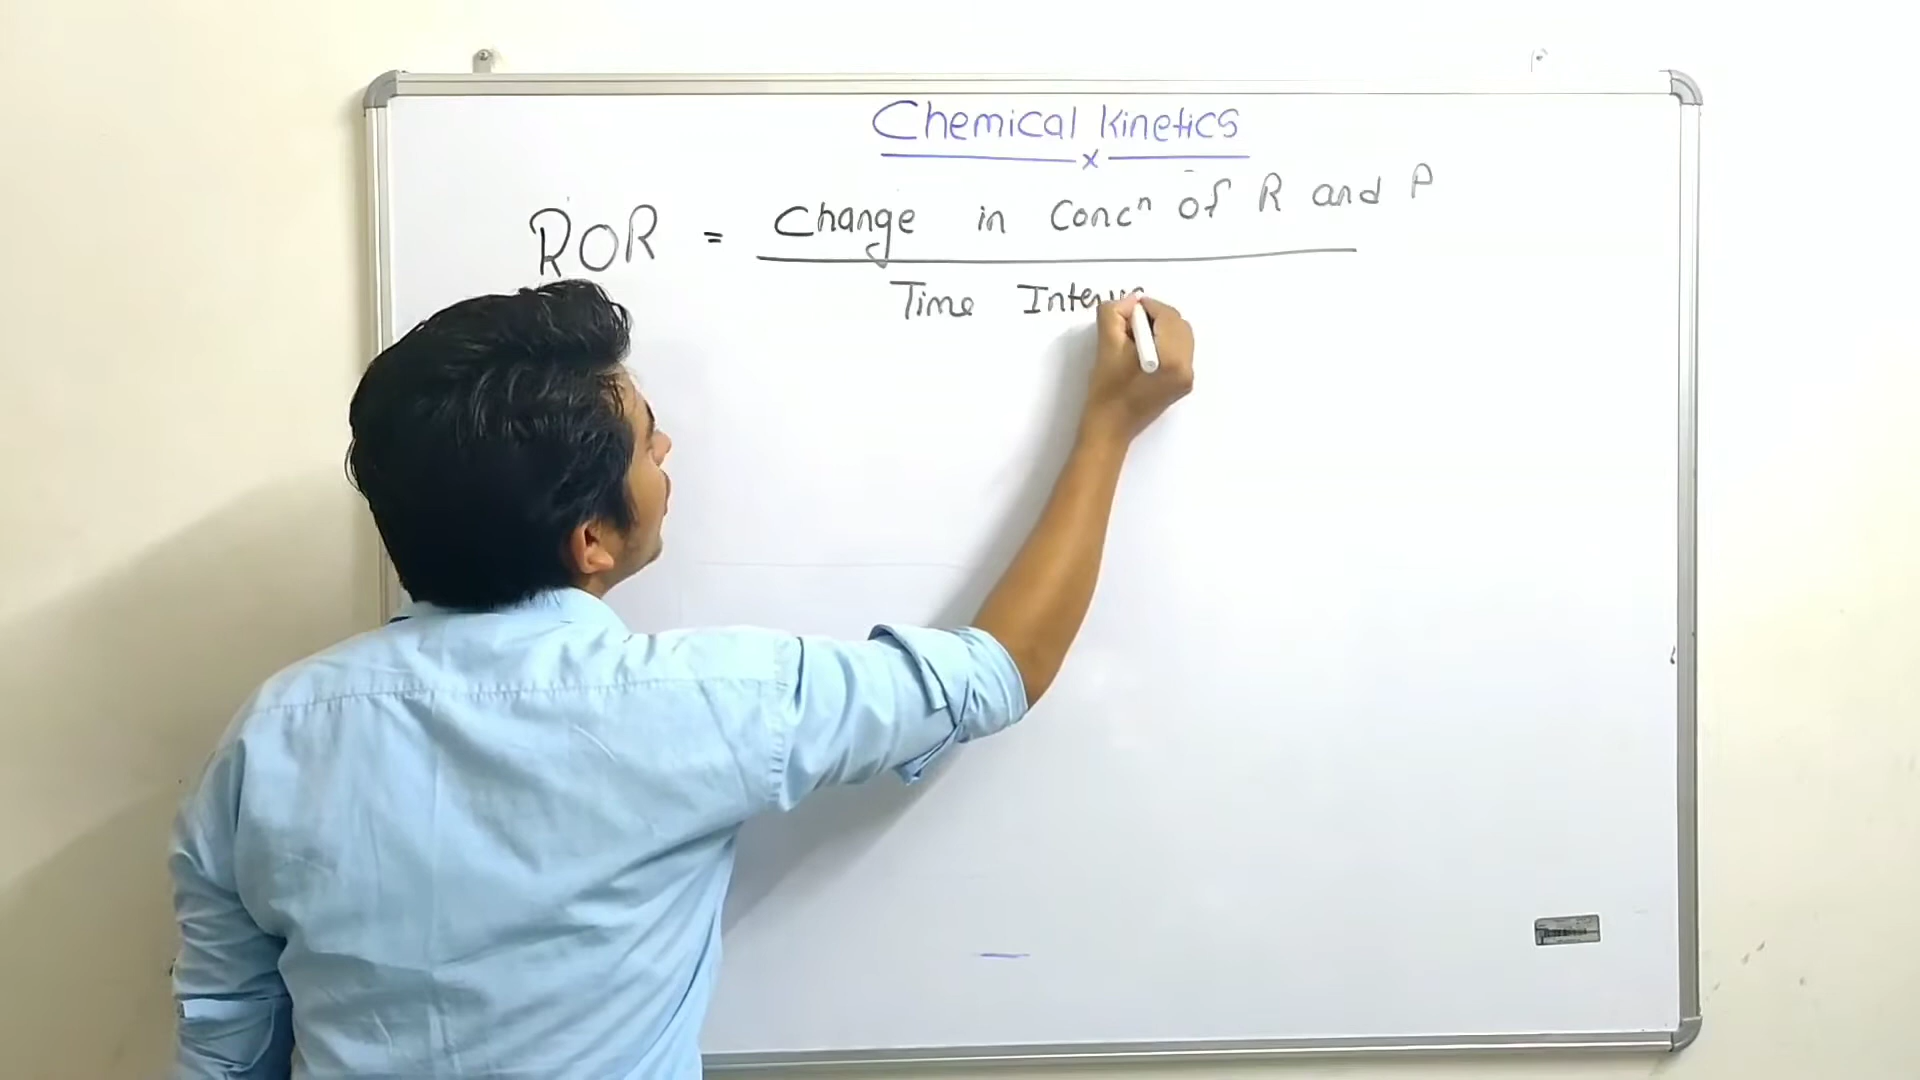 Chemical Kinetics
x
ROR = Change in Concⁿ of R and P
Time Interva